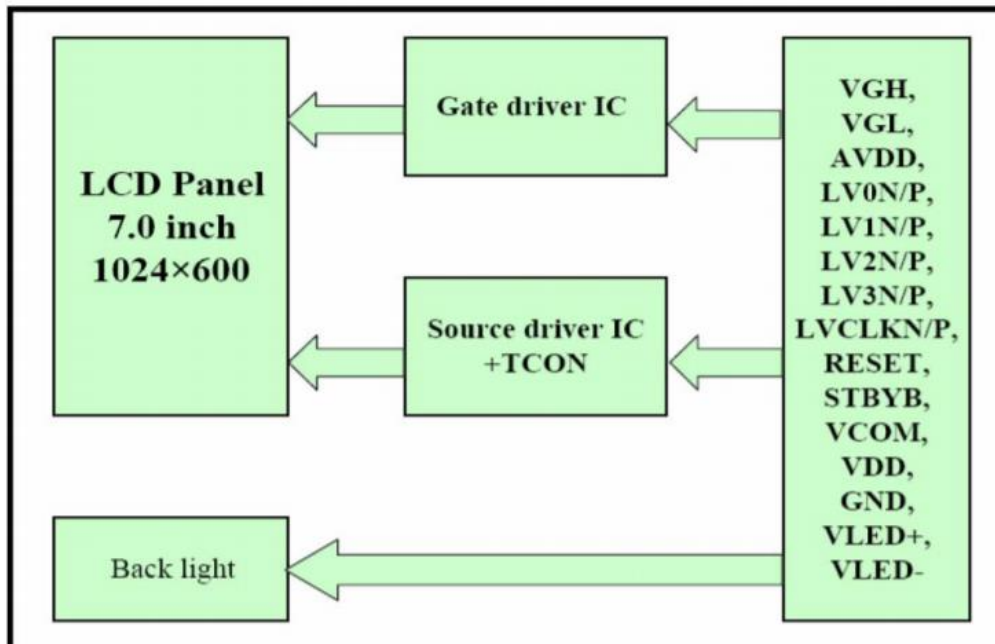 LCD Panel
7.0 inch
1024×600
Gate driver IC
Source driver IC
+TCON
Back light
VGH,
VGL,
AVDD,
LV0N/P,
LV1N/P,
LV2N/P,
LV3N/P,
LVCLKN/P,
RESET,
STBYB,
VCOM,
VDD,
GND,
VLED+,
VLED-